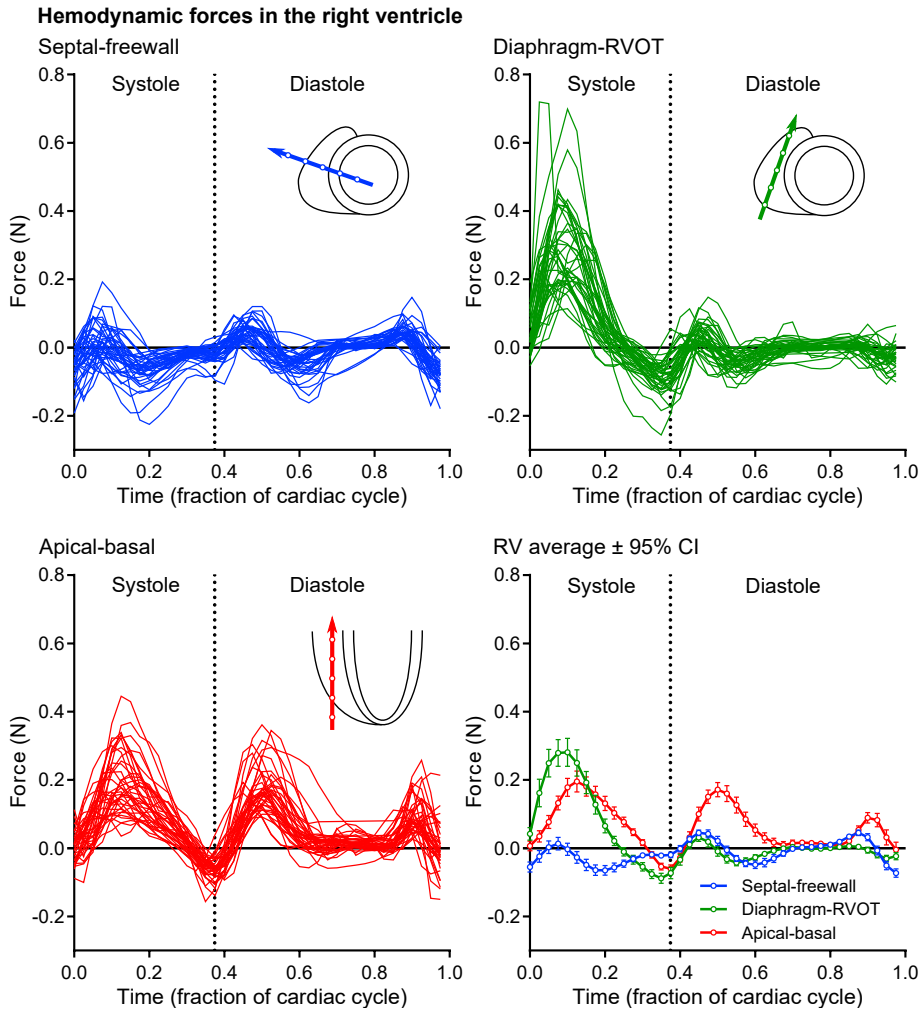 Hemodynamic forces in the right ventricle
Septal-freewall
Systole
Diastole
Force (N)
0.8
0.6
0.4
0.2
0.0
-0.2
0.0 0.2 0.4 0.6 0.8 1.0
Time (fraction of cardiac cycle)
Diaphragm-RVOT
Systole
Diastole
Force (N)
0.8
0.6
0.4
0.2
0.0
-0.2
0.0 0.2 0.4 0.6 0.8 1.0
Time (fraction of cardiac cycle)
Apical-basal
Systole
Diastole
Force (N)
0.8
0.6
0.4
0.2
0.0
-0.2
0.0 0.2 0.4 0.6 0.8 1.0
Time (fraction of cardiac cycle)
RV average ± 95% CI
Systole
Diastole
Force (N)
0.8
0.6
0.4
0.2
0.0
-0.2
Septal-freewall
Diaphragm-RVOT
Apical-basal
0.0 0.2 0.4 0.6 0.8 1.0
Time (fraction of cardiac cycle)